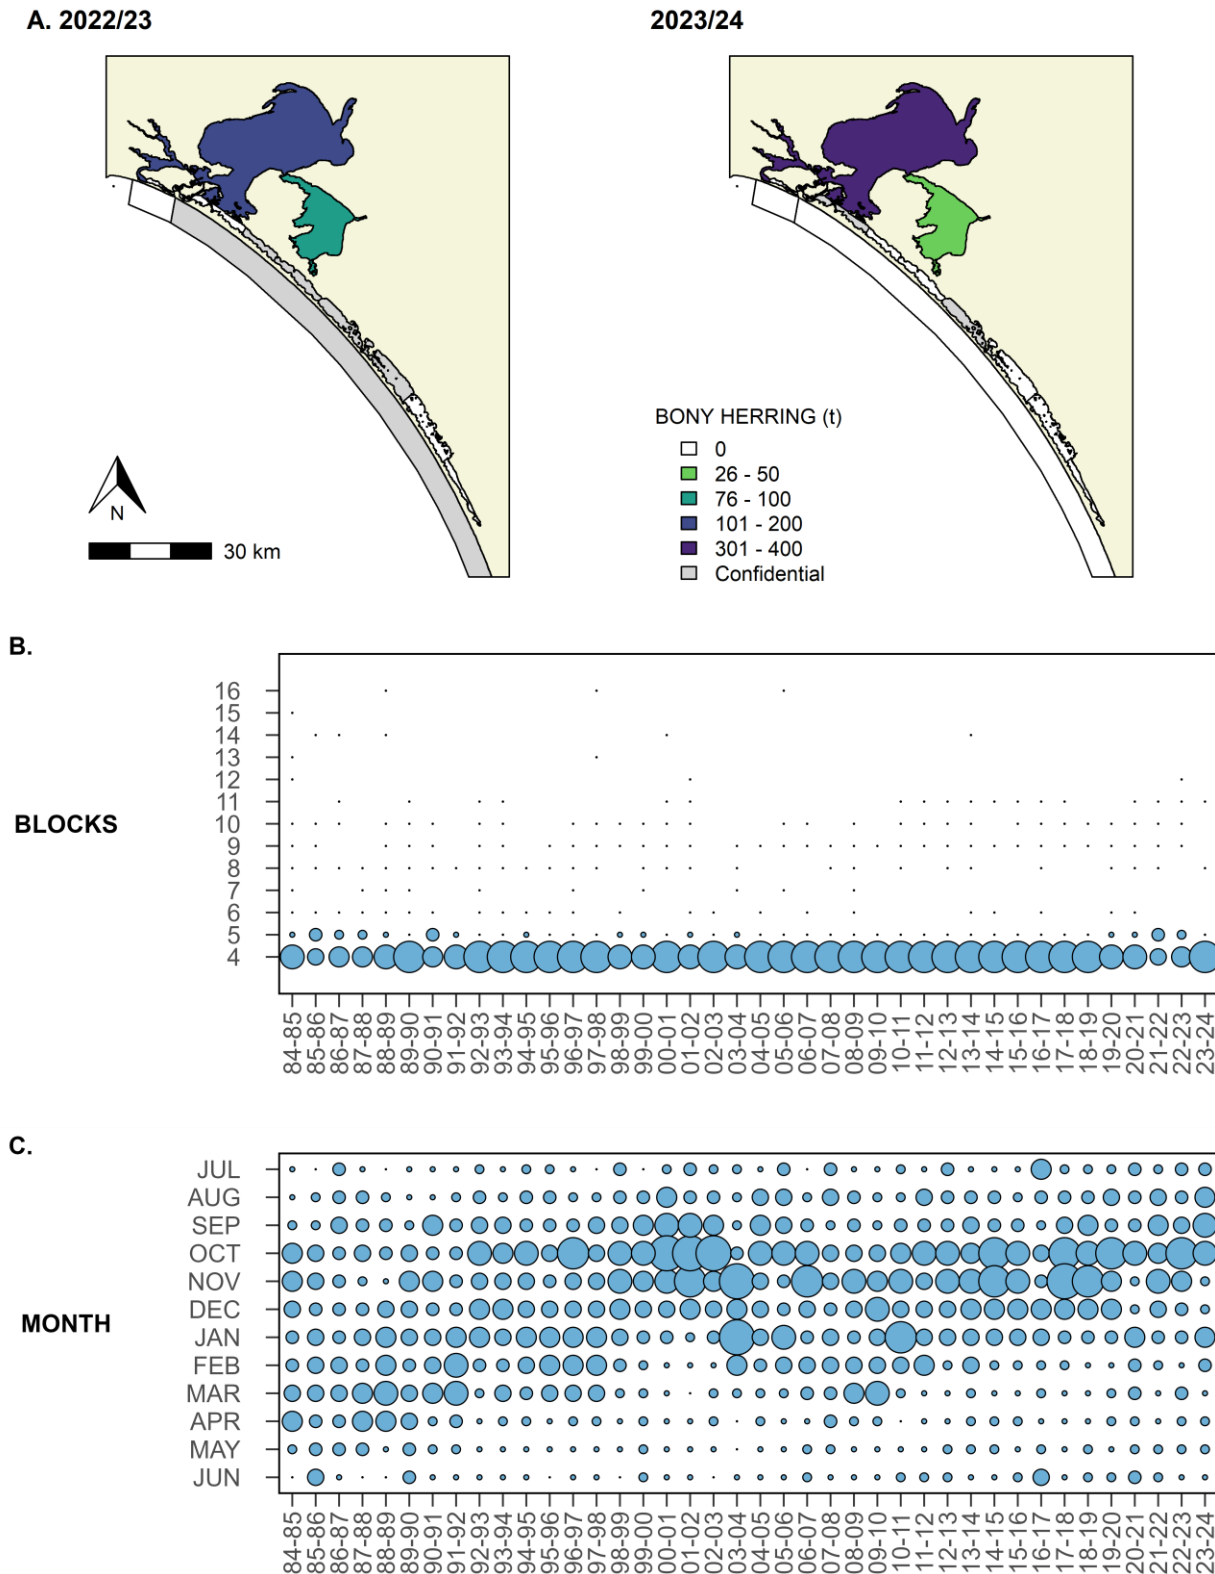 A. 2022/23
2023/24
N
30 km
BONY HERRING (t)
0
26 - 50
76 - 100
101 - 200
301 - 400
Confidential
B.
BLOCKS
16
15
14
13
12
11
10
9
8
7
6
5
4
84-85 85-86 86-87 87-88 88-89 89-90 90-91 91-92 92-93 93-94 94-95 95-96 96-97 97-98 98-99 99-00 00-01 01-02 02-03 03-04 04-05 05-06 06-07 07-08 08-09 09-10 10-11 11-12 12-13 13-14 14-15 15-16 16-17 17-18 18-19 19-20 20-21 21-22 22-23 23-24
C.
MONTH
JUL
AUG
SEP
OCT
NOV
DEC
JAN
FEB
MAR
APR
MAY
JUN
84-85 85-86 86-87 87-88 88-89 89-90 90-91 91-92 92-93 93-94 94-95 95-96 96-97 97-98 98-99 99-00 00-01 01-02 02-03 03-04 04-05 05-06 06-07 07-08 08-09 09-10 10-11 11-12 12-13 13-14 14-15 15-16 16-17 17-18 18-19 19-20 20-21 21-22 22-23 23-24